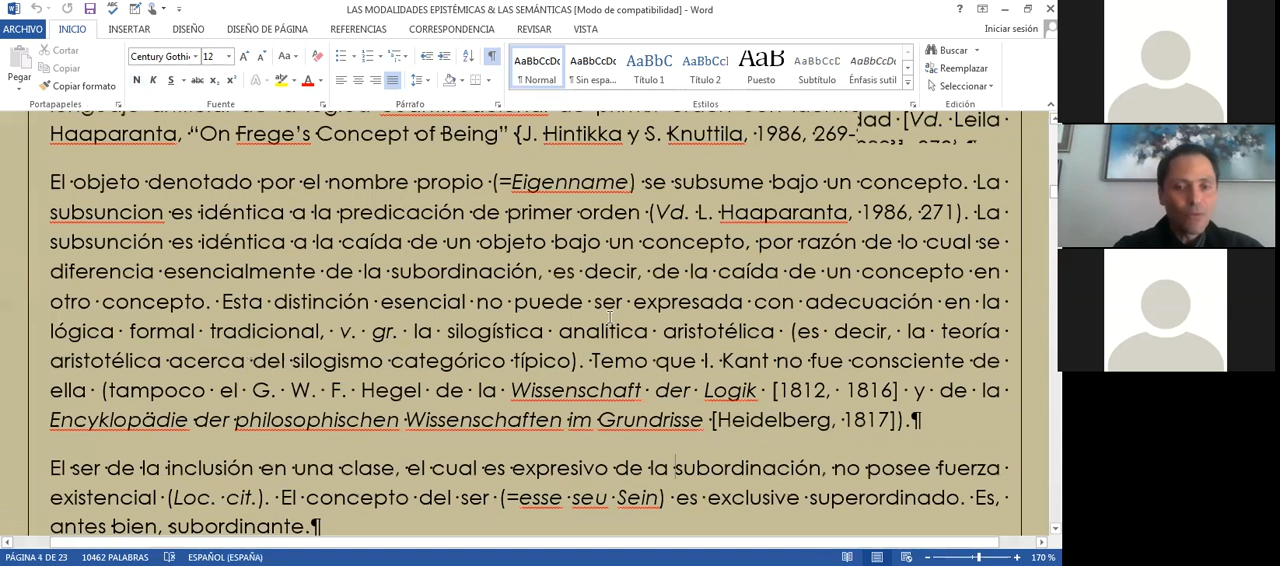 LAS MODALIDADES EPISTÉMICAS & LAS SEMÁNTICAS [Modo de compatibilidad] - Word
ARCHIVO INICIO INSERTAR DISEÑO DISEÑO DE PÁGINA REFERENCIAS CORRESPONDENCIA REVISAR VISTA Iniciar sesión
Pegar
Cortar
Copiar
Copiar formato
Century Gothi 12
N K S abc x₂ x² A
AaBbCcDc AaBbCcDc AaBbC AaBbCc AaB AaBbCcD AaBbCcDc
¶ Normal ¶ Sin espa... Título 1 Título 2 Puesto Subtítulo Énfasis sutil
Buscar
Reemplazar
Seleccionar
Portapapeles Fuente Párrafo Estilos Edición
dad [Vd. Leila
Haaparanta, “On Frege’s Concept of Being” {J. Hintikka y S. Knuttila, 1986, 269-
El objeto denotado por el nombre propio (=Eigenname) se subsume bajo un concepto. La
subsuncion es idéntica a la predicación de primer orden (Vd. L. Haaparanta, 1986, 271). La
subsunción es idéntica a la caída de un objeto bajo un concepto, por razón de lo cual se
diferencia esencialmente de la subordinación, es decir, de la caída de un concepto en
otro concepto. Esta distinción esencial no puede ser expresada con adecuación en la
lógica formal tradicional, v. gr. la silogística analítica aristotélica (es decir, la teoría
aristotélica acerca del silogismo categórico típico). Temo que I. Kant no fue consciente de
ella (tampoco el G. W. F. Hegel de la Wissenschaft der Logik [1812, 1816] y de la
Encyklopädie der philosophischen Wissenschaften im Grundrisse [Heidelberg, 1817]).¶
El ser de la inclusión en una clase, el cual es expresivo de la subordinación, no posee fuerza
existencial (Loc. cit.). El concepto del ser (=esse seu Sein) es exclusive superordinado. Es,
antes bien, subordinante.¶
PÁGINA 4 DE 23 10462 PALABRAS ESPAÑOL (ESPAÑA) 170 %